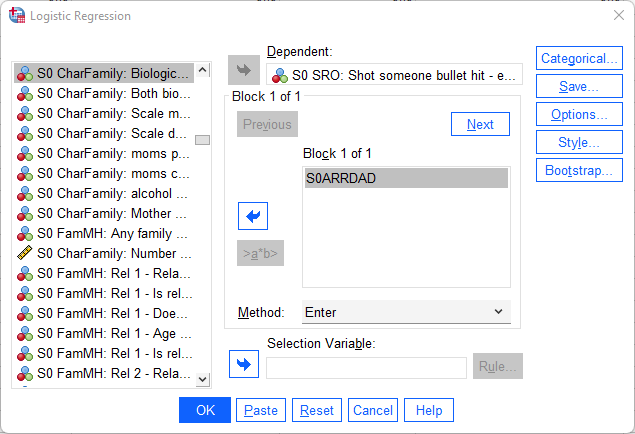 Logistic Regression
S0 CharFamily: Biologic...
S0 CharFamily: Both bio...
S0 CharFamily: Scale m...
S0 CharFamily: Scale d...
S0 CharFamily: moms p...
S0 CharFamily: moms c...
S0 CharFamily: alcohol ...
S0 CharFamily: Mother ...
S0 FamMH: Any family ...
S0 CharFamily: Number ...
S0 FamMH: Rel 1 - Rela...
S0 FamMH: Rel 1 - Is rel...
S0 FamMH: Rel 1 - Doe...
S0 FamMH: Rel 1 - Age ...
S0 FamMH: Rel 1 - Is rel...
S0 FamMH: Rel 2 - Rela...
Dependent:
S0 SRO: Shot someone bullet hit - e...
Block 1 of 1
Previous
Next
Block 1 of 1
S0ARRDAD
>a*b>
Method:
Enter
Selection Variable:
Rule...
Categorical...
Save...
Options...
Style...
Bootstrap...
OK
Paste
Reset
Cancel
Help